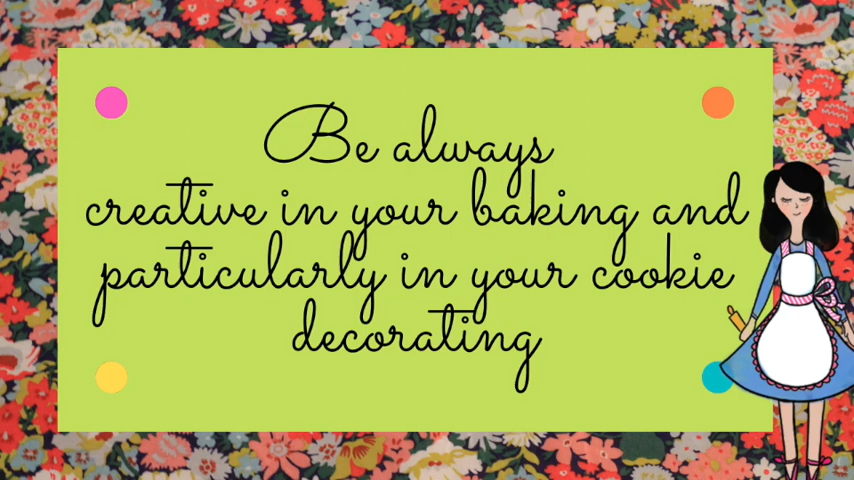 Be always
creative in your baking and
particularly in your cookie
decorating